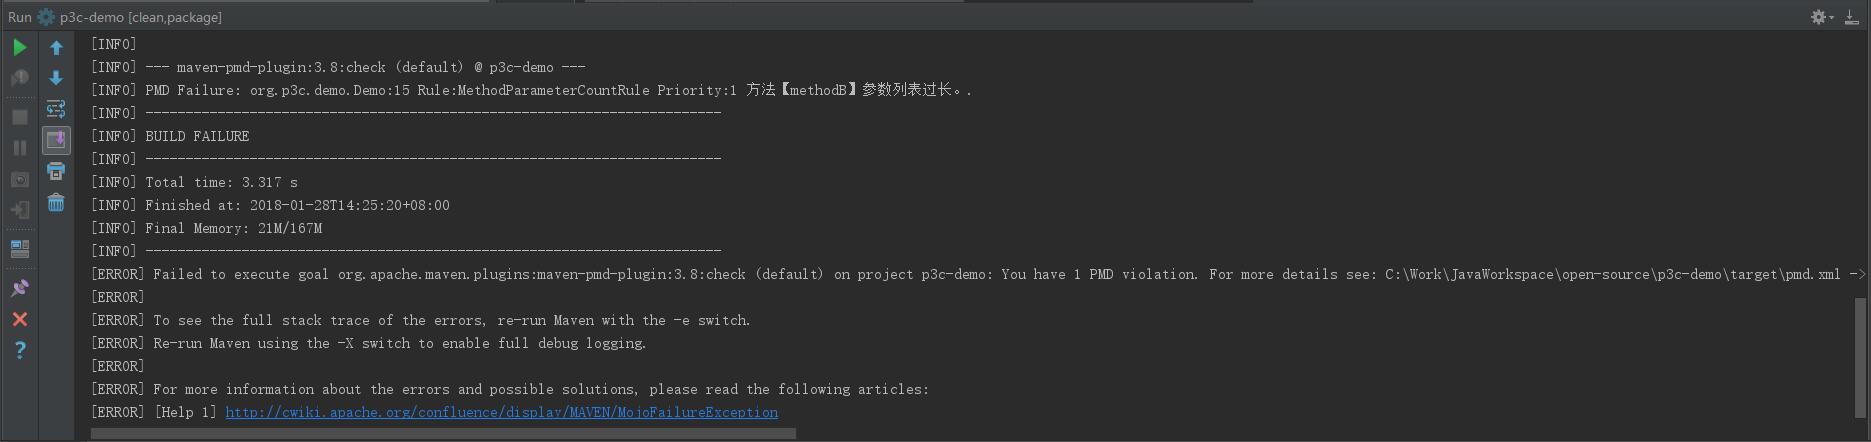 Run p3c-demo [clean,package]
[INFO]
[INFO] --- maven-pmd-plugin:3.8:check (default) @ p3c-demo ---
[INFO] PMD Failure: org.p3c.demo.Demo:15 Rule:MethodParameterCountRule Priority:1 方法【methodB】参数列表过长。.
[INFO] ------------------------------------------------------------------------
[INFO] BUILD FAILURE
[INFO] ------------------------------------------------------------------------
[INFO] Total time: 3.317 s
[INFO] Finished at: 2018-01-28T14:25:20+08:00
[INFO] Final Memory: 21M/167M
[INFO] ------------------------------------------------------------------------
[ERROR] Failed to execute goal org.apache.maven.plugins:maven-pmd-plugin:3.8:check (default) on project p3c-demo: You have 1 PMD violation. For more details see: C:\Work\JavaWorkspace\open-source\p3c-demo\target\pmd.xml ->
[ERROR]
[ERROR] To see the full stack trace of the errors, re-run Maven with the -e switch.
[ERROR] Re-run Maven using the -X switch to enable full debug logging.
[ERROR]
[ERROR] For more information about the errors and possible solutions, please read the following articles:
[ERROR] [Help 1] http://cwiki.apache.org/confluence/display/MAVEN/MojoFailureException